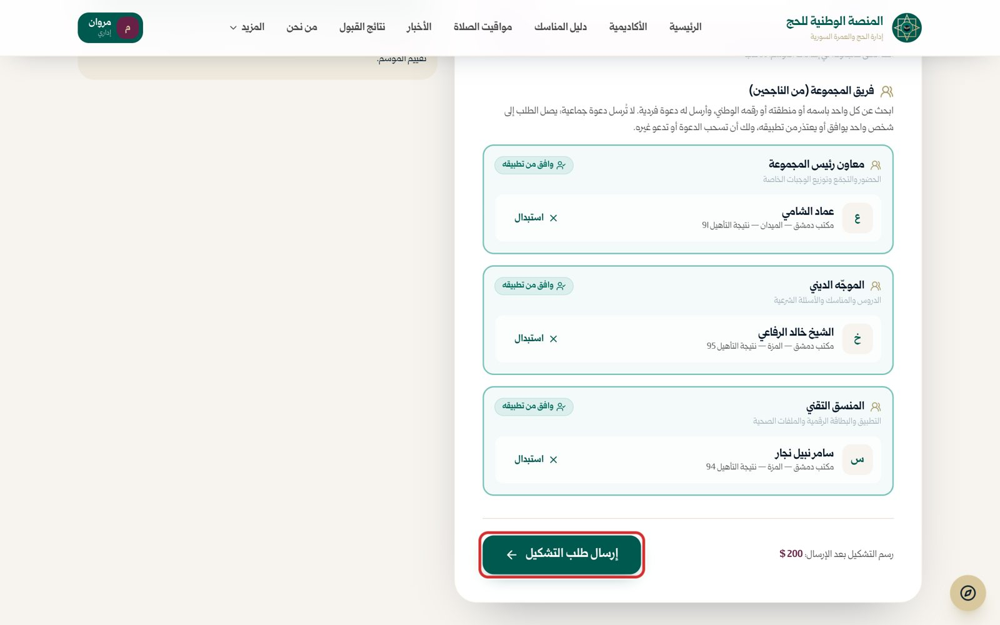 المنصة الوطنية للحج
إدارة الحج والعمرة السورية
الرئيسية
الأكاديمية
دليل المناسك
مواقيت الصلاة
الأخبار
نتائج القبول
من نحن
المزيد
مروان
إداري
م
تقييم الموسم.
فريق المجموعة (من الناجحين)
ابحث عن كل واحد باسمه أو منطقته أو رقمه الوطني، وأرسل له دعوة فردية. لا تُرسل دعوة جماعية: يصل الطلب إلى
شخص واحد يوافق أو يعتذر من تطبيقه، ولك أن تسحب الدعوة أو تدعو غيره.
معاون رئيس المجموعة
وافق من تطبيقه
الحضور والتجمّع وتوزيع الوجبات الخاصة
ع
عماد الشامي
مكتب دمشق — الميدان — نتيجة التأهيل 91
استبدال
الموجّه الديني
وافق من تطبيقه
الدروس والمناسك والأسئلة الشرعية
خ
الشيخ خالد الرفاعي
مكتب دمشق — المزة — نتيجة التأهيل 95
استبدال
المنسق التقني
وافق من تطبيقه
التطبيق والبطاقة الرقمية والملفات الصحية
س
سامر نبيل نجار
مكتب دمشق — المزة — نتيجة التأهيل 94
استبدال
رسم التشكيل بعد الإرسال: 200 $
إرسال طلب التشكيل